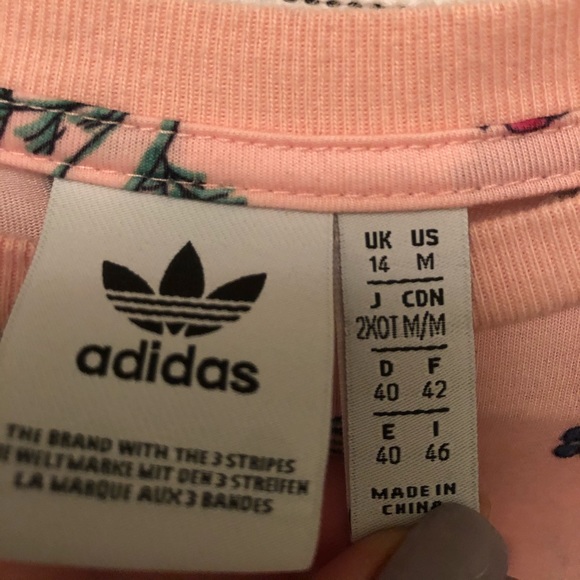 adidas
THE BRAND WITH THE 3 STRIPES
WELTMARKE MIT DEN 3 STREIFEN
LA MARQUE AUX 3 BANDES
UK US
14 M
J CDN
2XOT M/M
D F
40 42
E I
40 46
MADE IN
CHINA